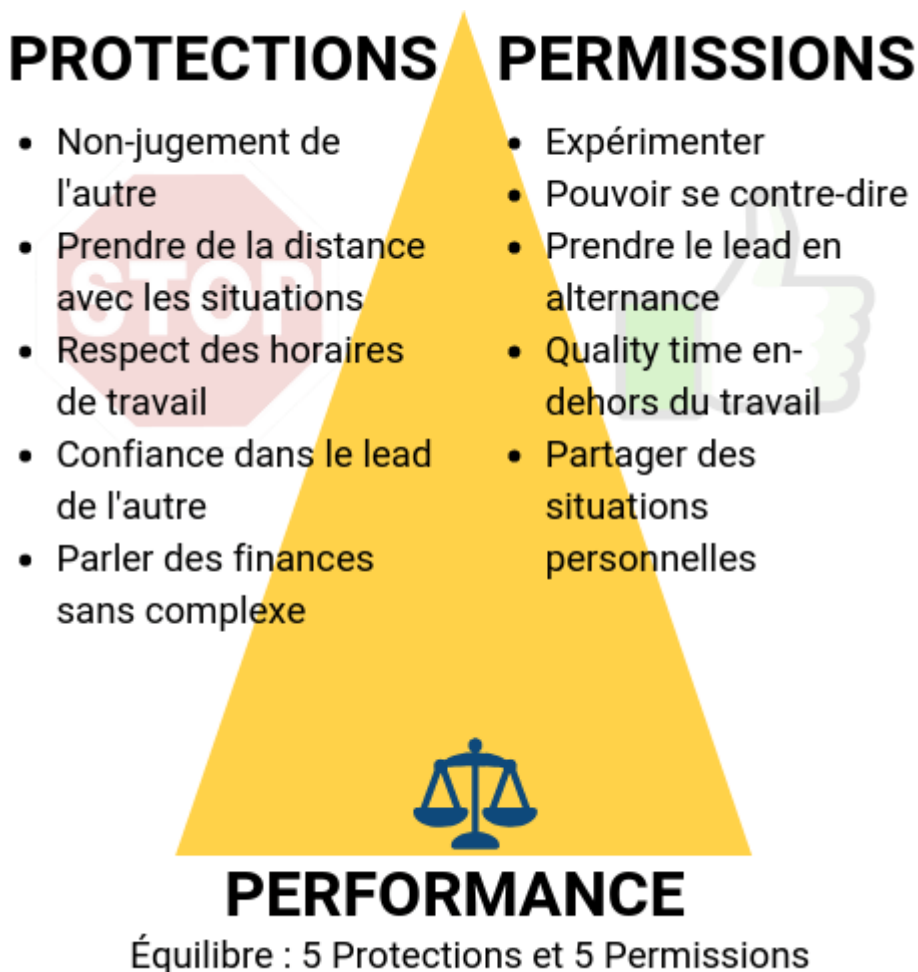 PROTECTIONS
• Non-jugement de
l'autre
• Prendre de la distance
avec les situations
• Respect des horaires
de travail
• Confiance dans le lead
de l'autre
• Parler des finances
sans complexe
STOP
PERMISSIONS
• Expérimenter
• Pouvoir se contre-dire
• Prendre le lead en
alternance
• Quality time en-
dehors du travail
• Partager des
situations
personnelles
PERFORMANCE
Équilibre : 5 Protections et 5 Permissions